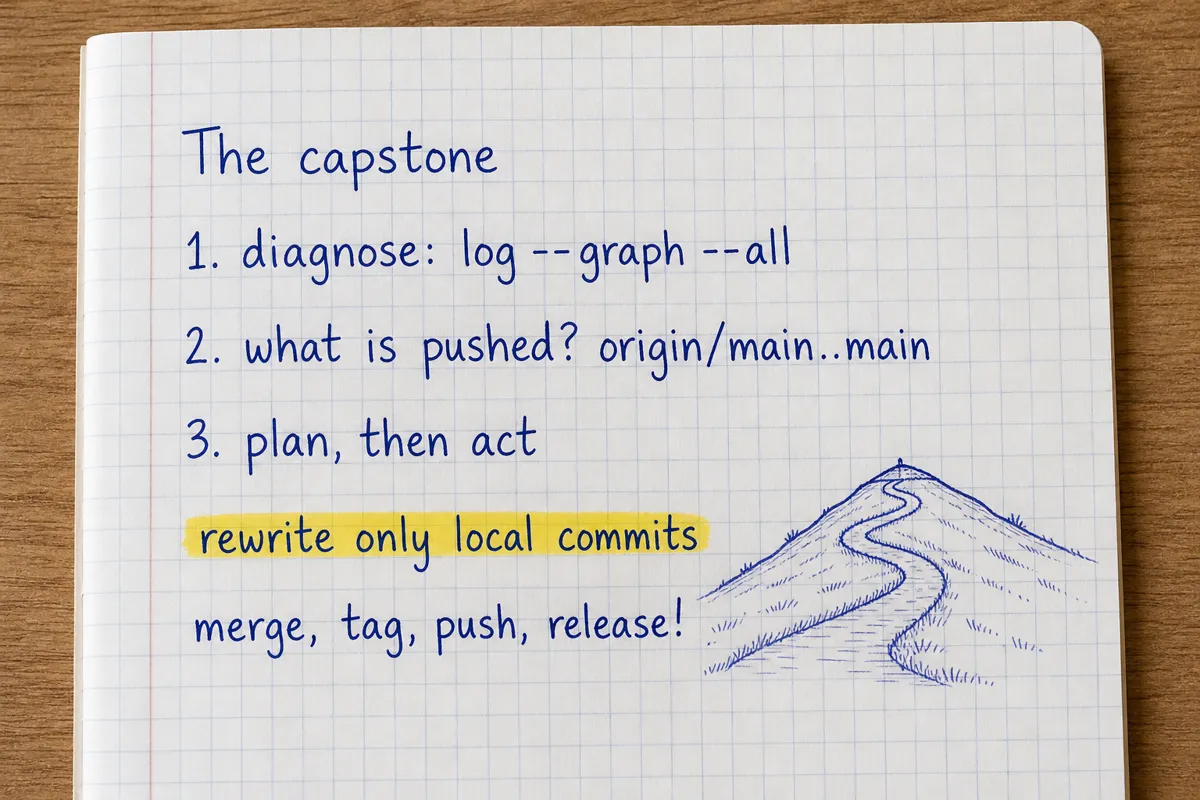 The capstone
1. diagnose: log --graph --all
2. what is pushed? origin/main..main
3. plan, then act
rewrite only local commits
merge, tag, push, release!